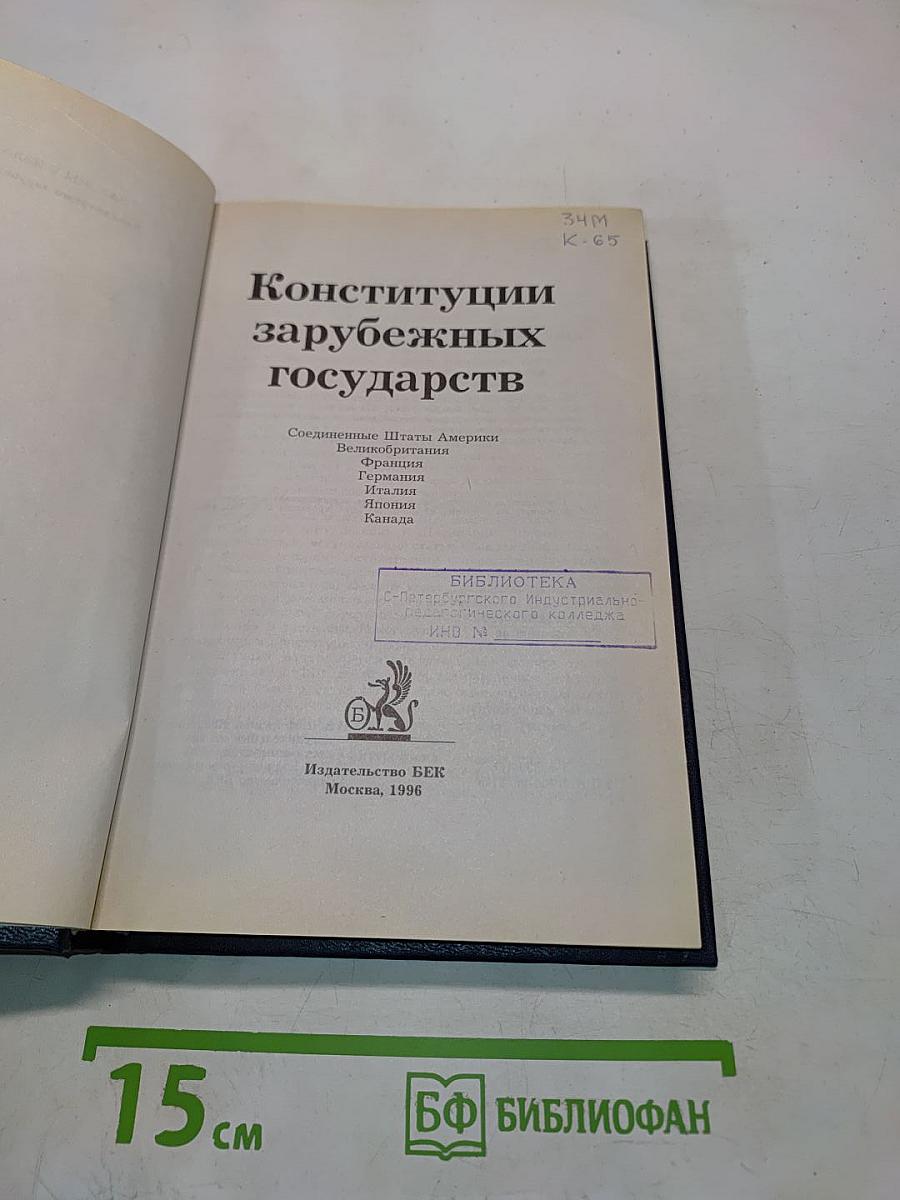 34М
К-65
Конституции
зарубежных
государств
Соединенные Штаты Америки
Великобритания
Франция
Германия
Италия
Япония
Канада
БИБЛИОТЕКА
С-Петербургского Индустриально-
педагогического колледжа
ИНВ №
Б
Издательство БЕК
Москва, 1996
15 см
БФ БИБЛИОФАН